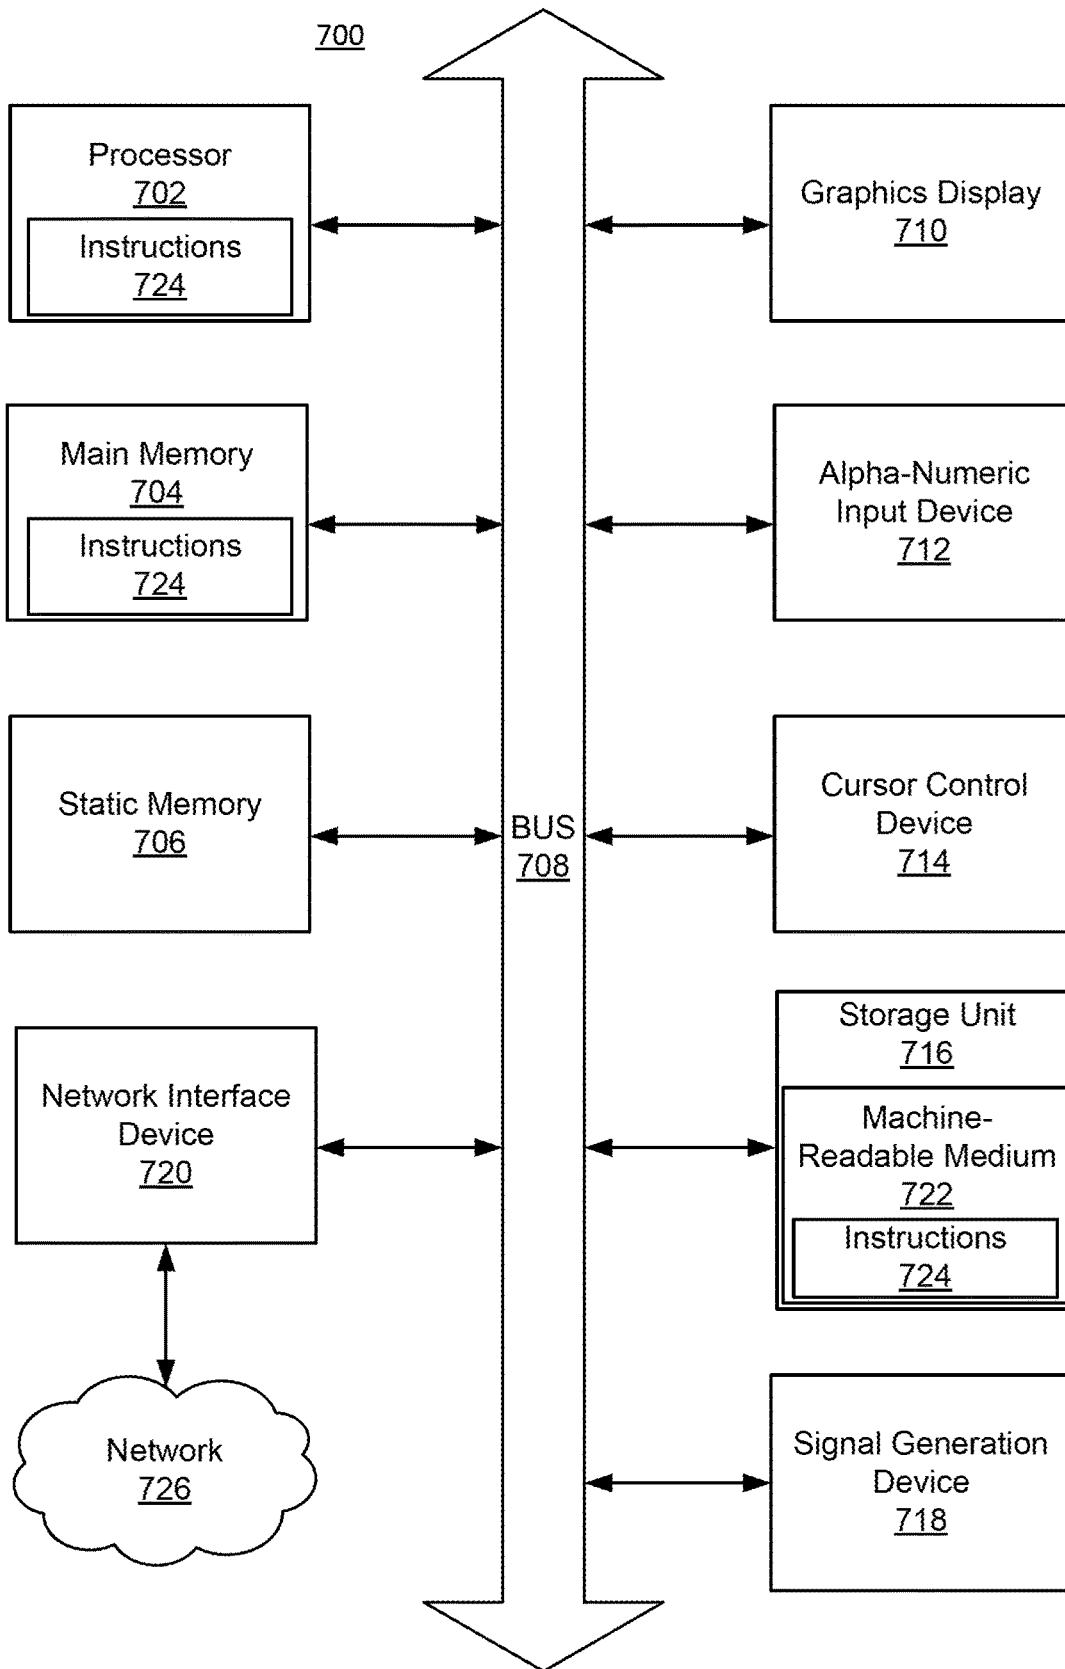 700
Processor
702
Instructions
724
Main Memory
704
Instructions
724
Static Memory
706
Network Interface
Device
720
Network
726
BUS
708
Graphics Display
710
Alpha-Numeric
Input Device
712
Cursor Control
Device
714
Storage Unit
716
Machine-
Readable Medium
722
Instructions
724
Signal Generation
Device
718